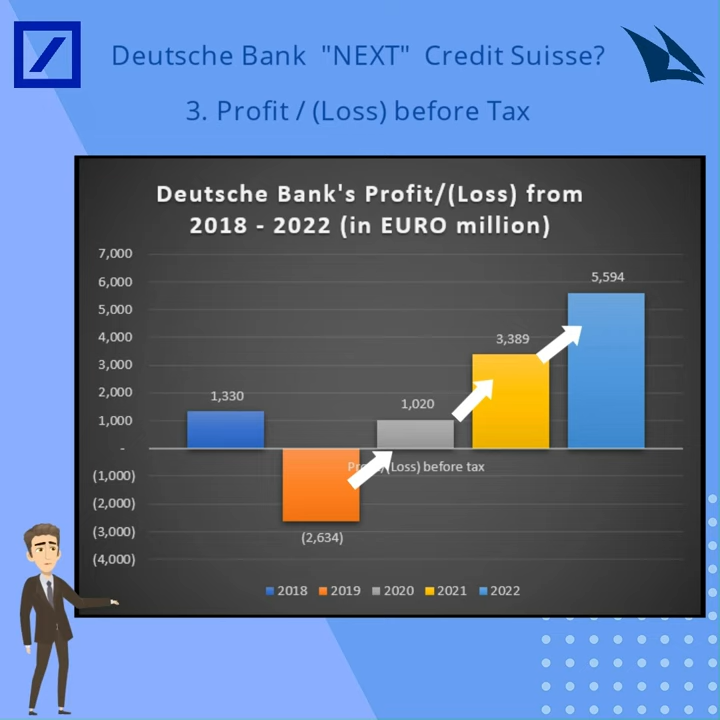 Deutsche Bank "NEXT" Credit Suisse?
3. Profit / (Loss) before Tax
Deutsche Bank's Profit/(Loss) from
2018 - 2022 (in EURO million)
7,000
6,000
5,000
4,000
3,000
2,000
1,000
-
(1,000)
(2,000)
(3,000)
(4,000)
1,330
(2,634)
1,020
3,389
5,594
(Loss) before tax
2018 2019 2020 2021 2022